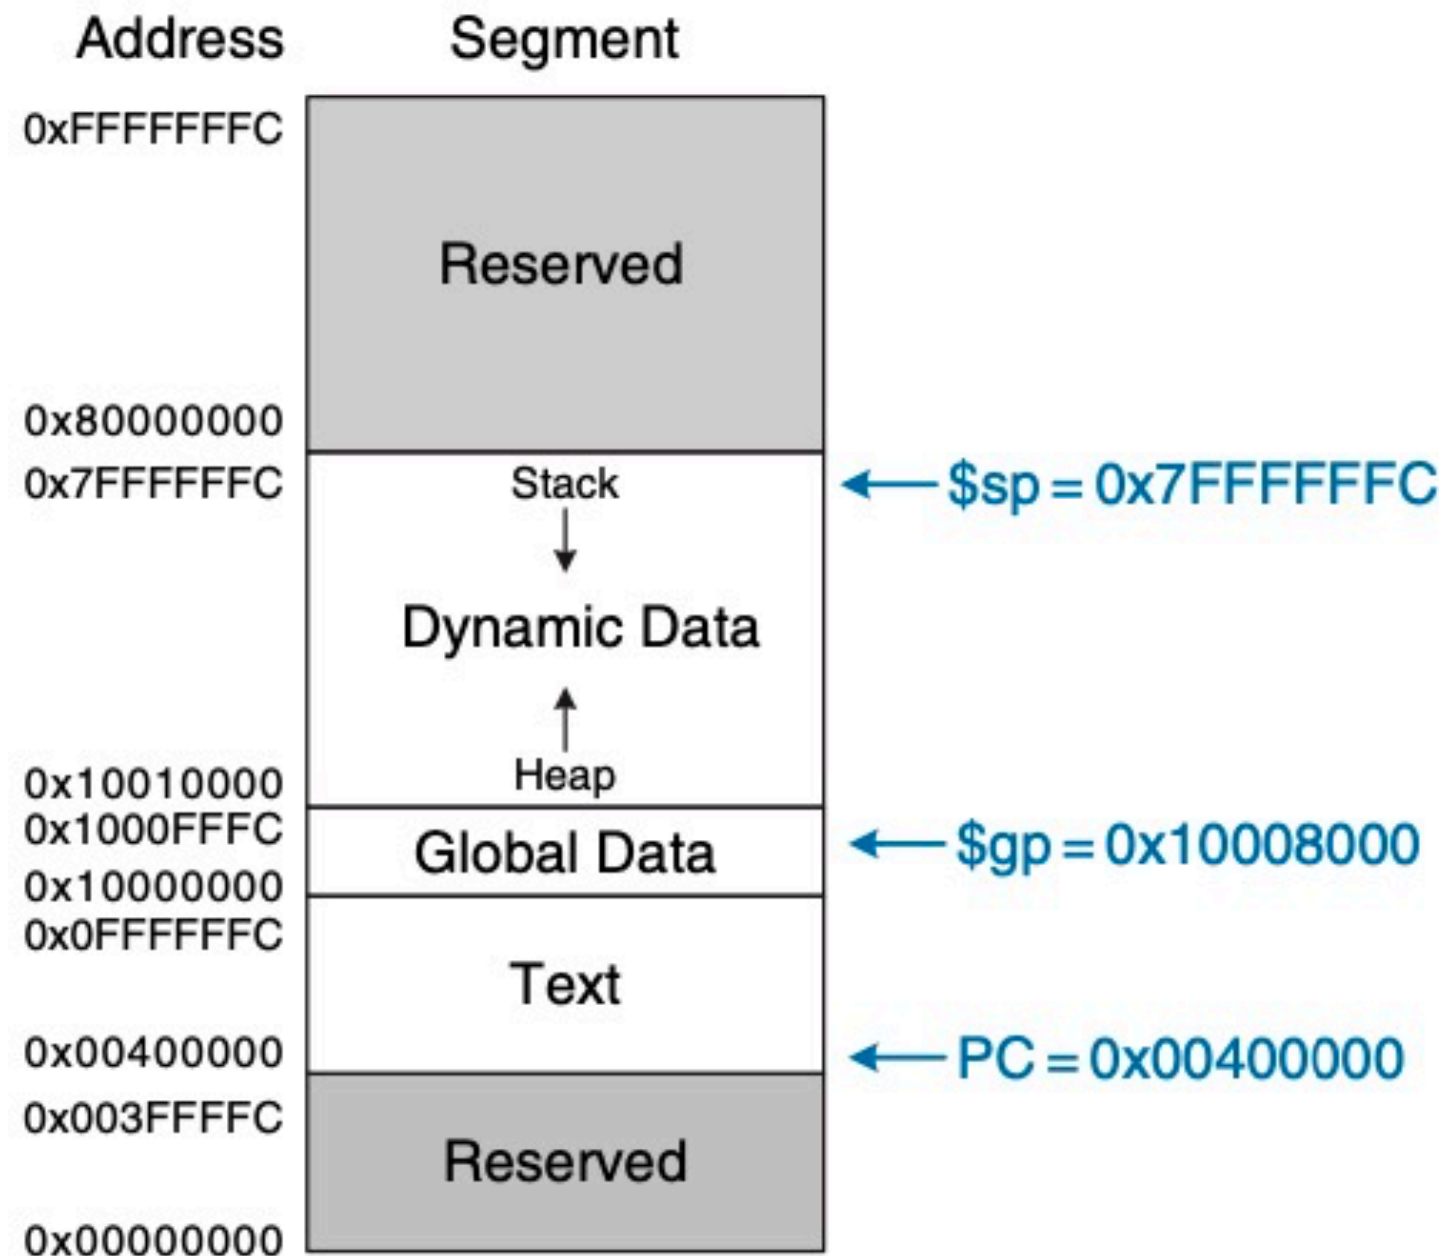 Address Segment
0xFFFFFFFC
Reserved
0x80000000
0x7FFFFFFC Stack $sp = 0x7FFFFFFC
Dynamic Data
0x10010000 Heap
0x1000FFFC
Global Data $gp = 0x10008000
0x10000000
0x0FFFFFFC
Text
0x00400000 PC = 0x00400000
0x003FFFFC
Reserved
0x00000000